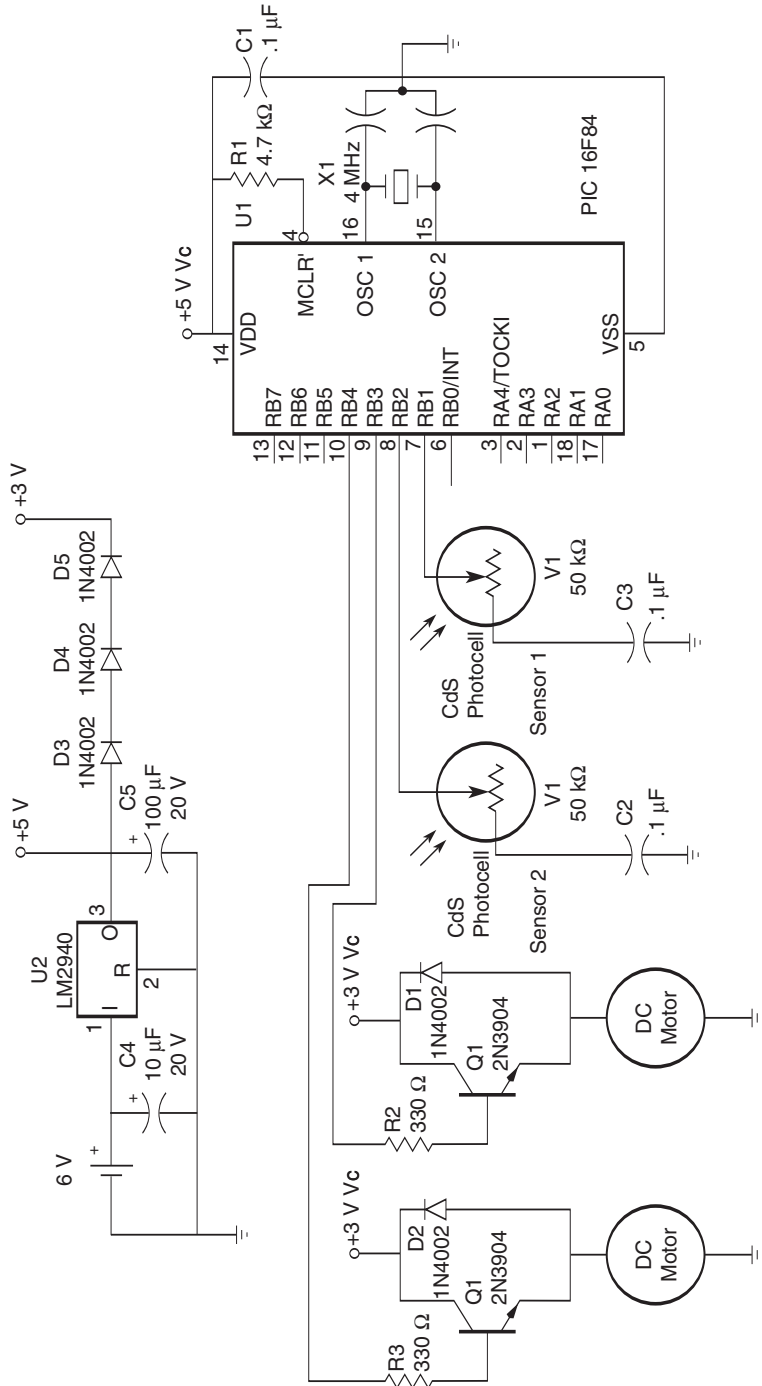 6 V
+
C4
10 µF
20 V
+
U2
LM2940
1
I
R
2
O
3
+5 V
C5
100 µF
20 V
+
D3
1N4002
D4
1N4002
D5
1N4002
+3 V
R3
330 Ω
Q1
2N3904
+3 V Vc
D2
1N4002
DC
Motor
R2
330 Ω
Q1
2N3904
+3 V Vc
D1
1N4002
DC
Motor
CdS
Photocell
Sensor 2
V1
50 kΩ
C2
.1 µF
CdS
Photocell
Sensor 1
V1
50 kΩ
C3
.1 µF
+5 V Vc
14
VDD
U1
R1
4.7 kΩ
C1
.1 µF
4
MCLR'
16
OSC 1
X1
4 MHz
15
OSC 2
PIC 16F84
13 RB7
12 RB6
11 RB5
10 RB4
9 RB3
8 RB2
7 RB1
6 RB0/INT
3 RA4/TOCKI
2 RA3
1 RA2
18 RA1
17 RA0
VSS
5